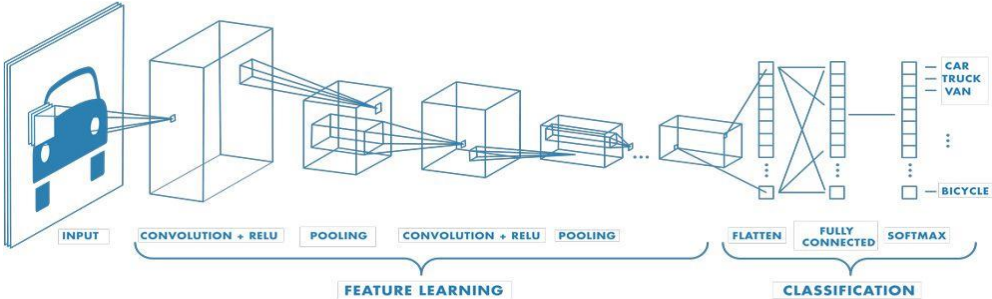 CAR
TRUCK
VAN
BICYCLE
INPUT
CONVOLUTION + RELU
POOLING
CONVOLUTION + RELU
POOLING
FLATTEN
FULLY
CONNECTED
SOFTMAX
FEATURE LEARNING
CLASSIFICATION